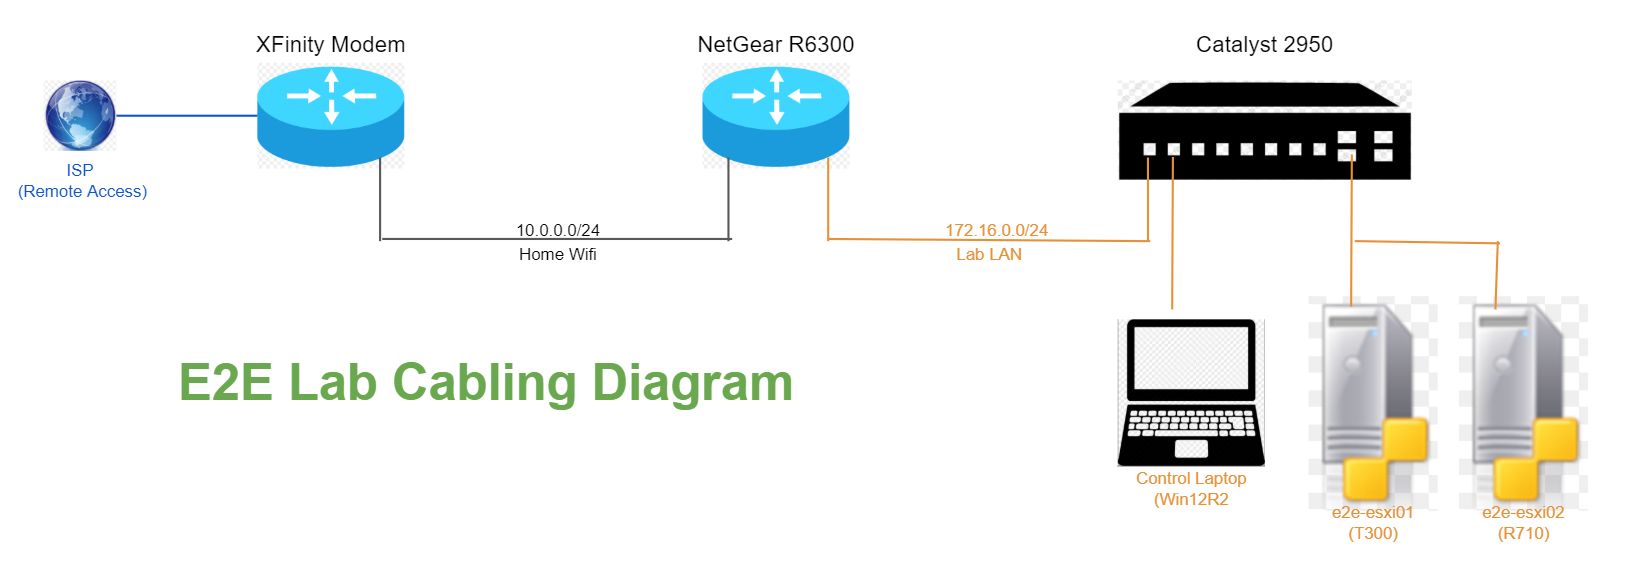 XFinity Modem
NetGear R6300
Catalyst 2950
ISP
(Remote Access)
10.0.0.0/24
Home Wifi
172.16.0.0/24
Lab LAN
E2E Lab Cabling Diagram
Control Laptop
(Win12R2
e2e-esxi01
(T300)
e2e-esxi02
(R710)